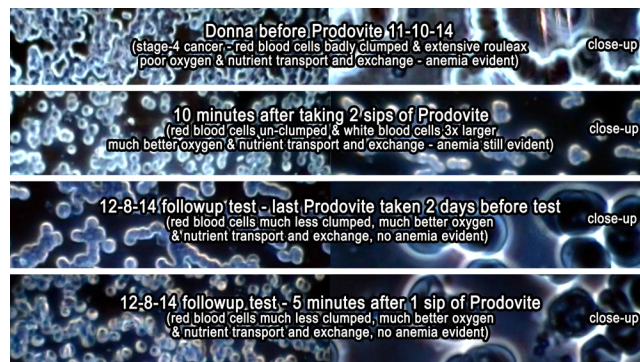 Donna before Prodovite 11-10-14
(stage-4 cancer - red blood cells badly clumped & extensive rouleax
poor oxygen & nutrient transport and exchange - anemia evident)
close-up
10 minutes after taking 2 sips of Prodovite
(red blood cells un-clumped & white blood cells 3x larger
much better oxygen & nutrient transport and exchange - anemia still evident)
close-up
12-8-14 followup test - last Prodovite taken 2 days before test
(red blood cells much less clumped, much better oxygen
& nutrient transport and exchange, no anemia evident)
close-up
12-8-14 followup test - 5 minutes after 1 sip of Prodovite
(red blood cells much less clumped, much better oxygen
& nutrient transport and exchange, no anemia evident)
close-up